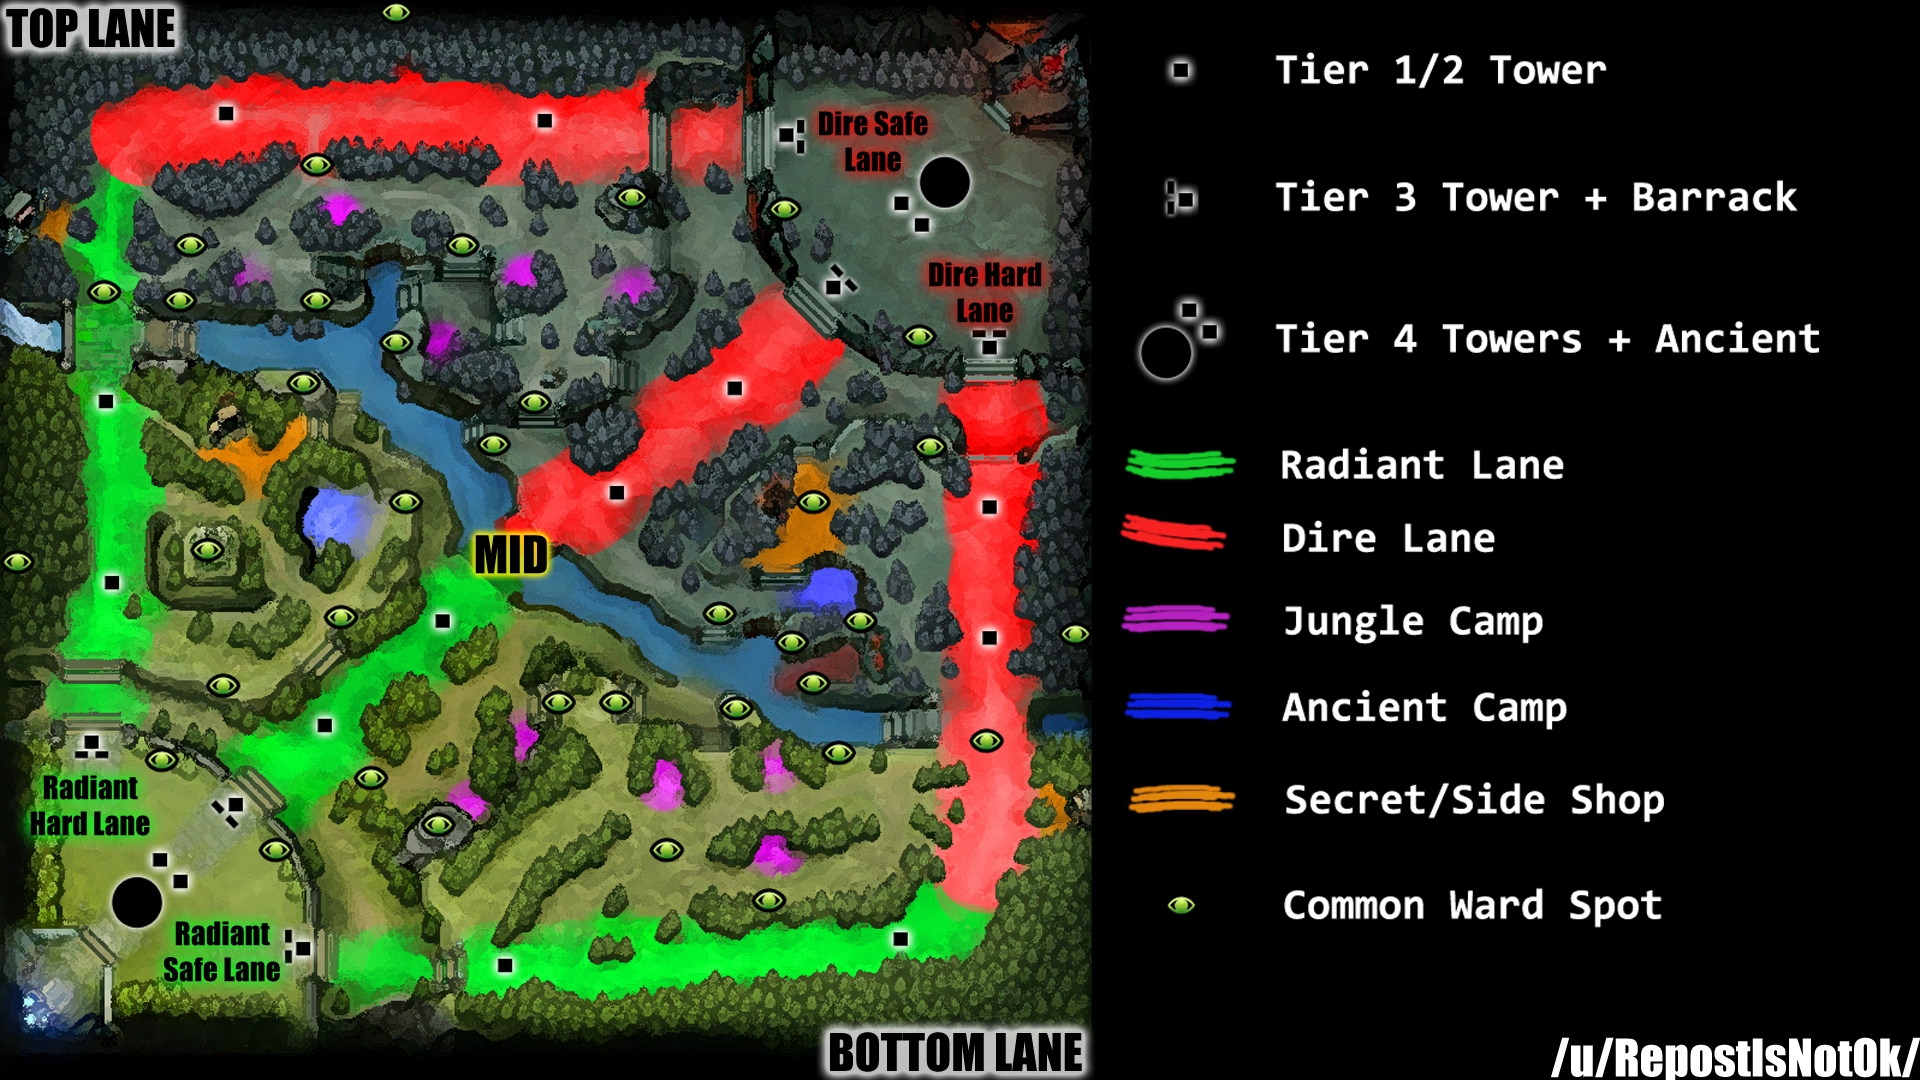 TOP LANE
Dire Safe
Lane
Dire Hard
Lane
MID
Radiant
Hard Lane
Radiant
Safe Lane
BOTTOM LANE
Tier 1/2 Tower
Tier 3 Tower + Barrack
Tier 4 Towers + Ancient
Radiant Lane
Dire Lane
Jungle Camp
Ancient Camp
Secret/Side Shop
Common Ward Spot
/u/RepostIsNotOk/